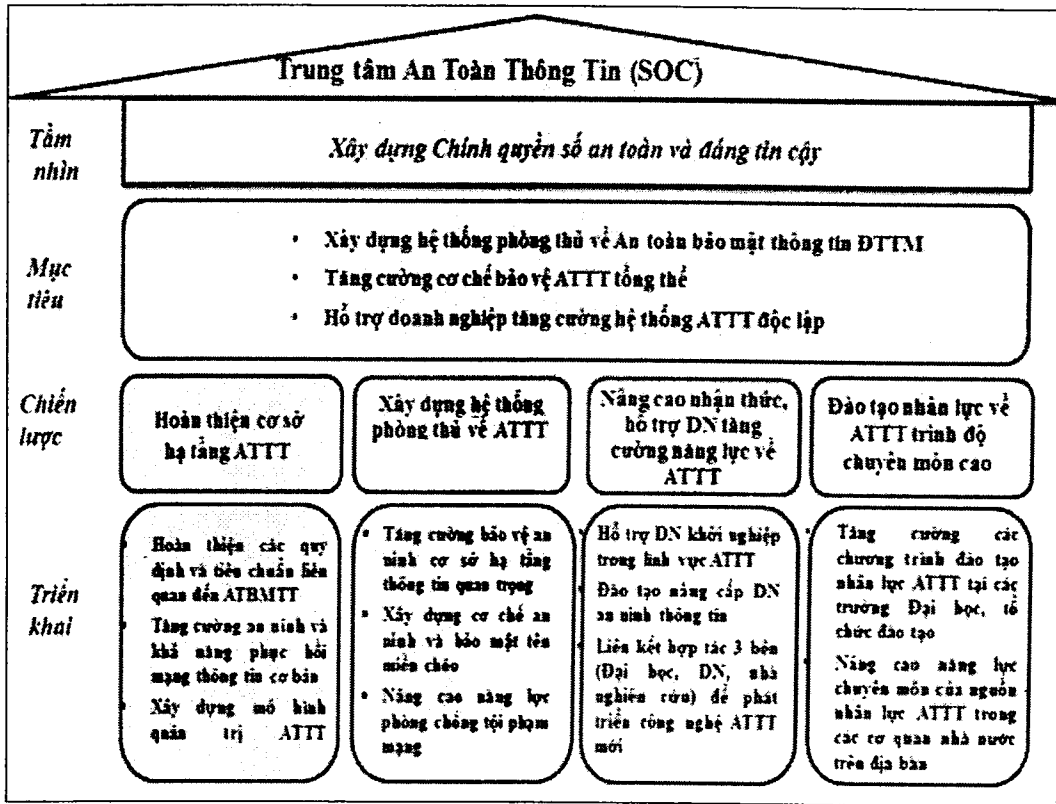 Trung tâm An Toàn Thông Tin (SOC)
Tầm
nhìn
Xây dựng Chính quyền số an toàn và đáng tin cậy
Mục
tiêu
• Xây dựng hệ thống phòng thủ về An toàn bảo mật thông tin ĐTTM
• Tăng cường cơ chế bảo vệ ATTT tổng thể
• Hỗ trợ doanh nghiệp tăng cường hệ thống ATTT độc lập
Chiến
lược
Hoàn thiện cơ sở
hạ tầng ATTT
Xây dựng hệ thống
phòng thủ về ATTT
Nâng cao nhận thức,
hỗ trợ DN tăng
cường năng lực về
ATTT
Đào tạo nhân lực về
ATTT trình độ
chuyên môn cao
Triển
khai
• Hoàn thiện các quy
định và tiêu chuẩn liên
quan đến ATBMTT
• Tăng cường an ninh và
khả năng phục hồi
mạng thông tin cơ bản
• Xây dựng mô hình
quản trị ATTT
• Tăng cường bảo vệ an
ninh cơ sở hạ tầng
thông tin quan trọng
• Xây dựng cơ chế an
ninh và bảo mật tên
miền chéo
• Nâng cao năng lực
phòng chống tội phạm
mạng
• Hỗ trợ DN khởi nghiệp
trong lĩnh vực ATTT
• Đào tạo nâng cấp DN
an ninh thông tin
• Liên kết hợp tác 3 bên
(Đại học, DN, nhà
nghiên cứu) để phát
triển công nghệ ATTT
mới
• Tăng cường các
chương trình đào tạo
nhân lực ATTT tại các
trường Đại học, tổ
chức đào tạo
• Nâng cao năng lực
chuyên môn của nguồn
nhân lực ATTT trong
các cơ quan nhà nước
trên địa bàn